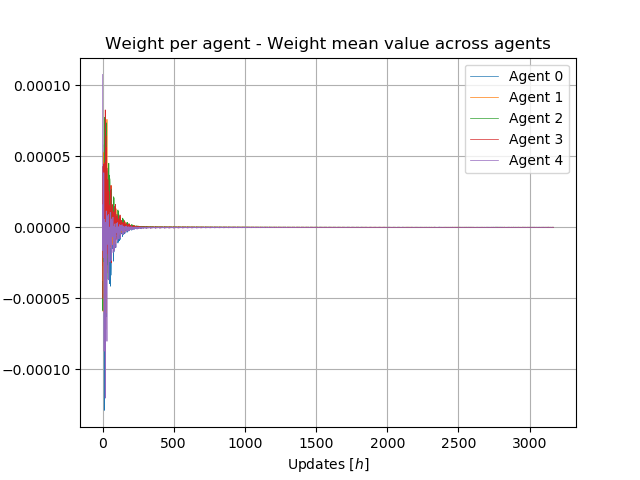 Weight per agent - Weight mean value across agents
0.00010
0.00005
0.00000
−0.00005
−0.00010
Agent 0
Agent 1
Agent 2
Agent 3
Agent 4
0 500 1000 1500 2000 2500 3000
Updates [h]